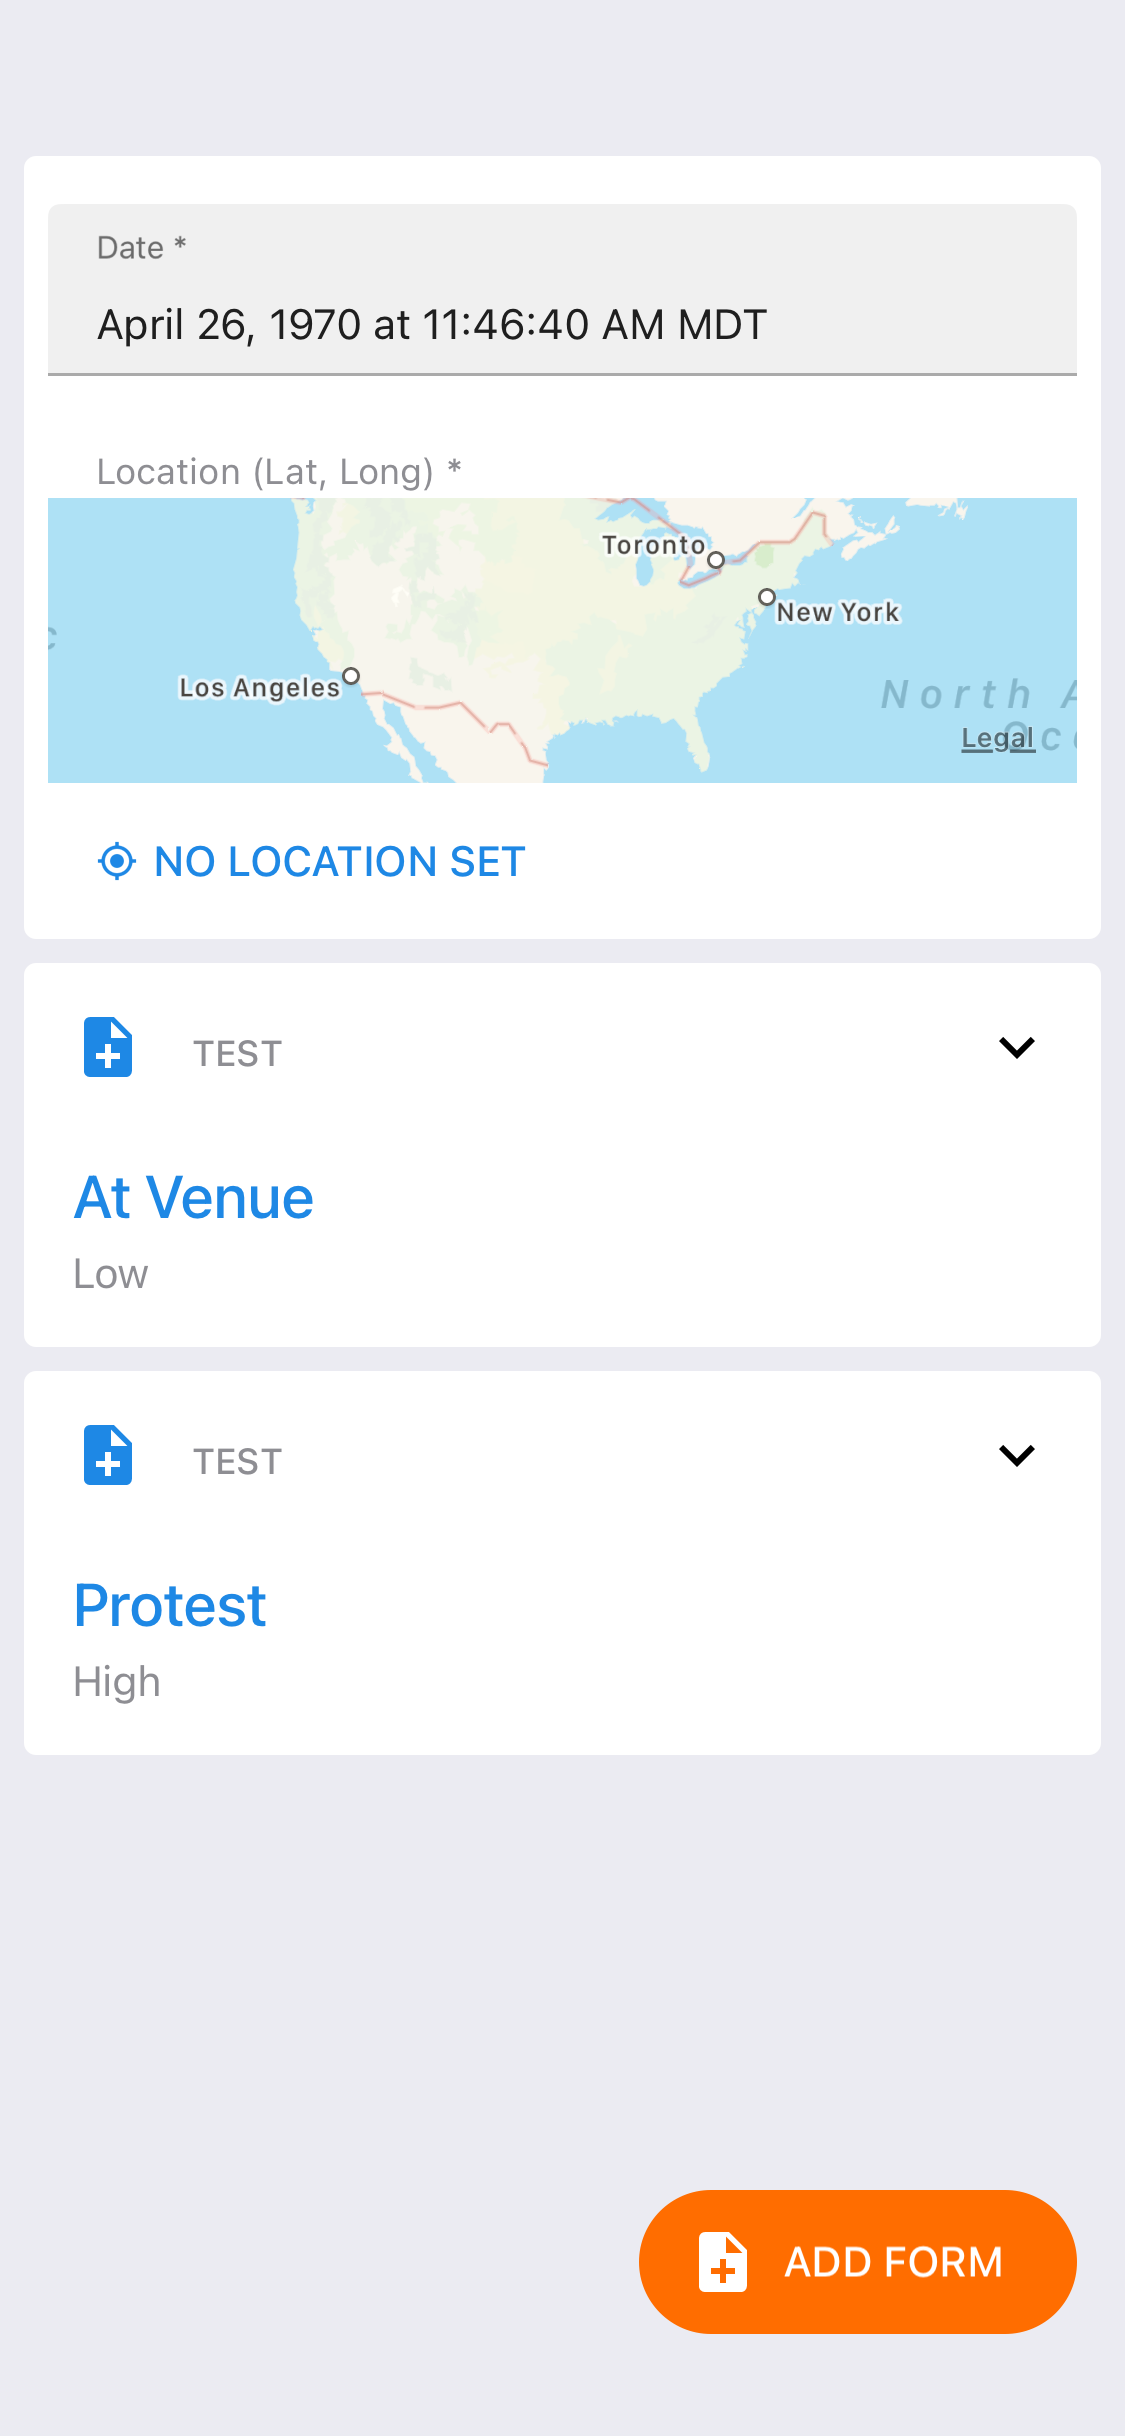 Date *
April 26, 1970 at 11:46:40 AM MDT
Location (Lat, Long) *
Toronto
New York
Los Angeles
North A
Oc
Legal
NO LOCATION SET
TEST
At Venue
Low
TEST
Protest
High
ADD FORM